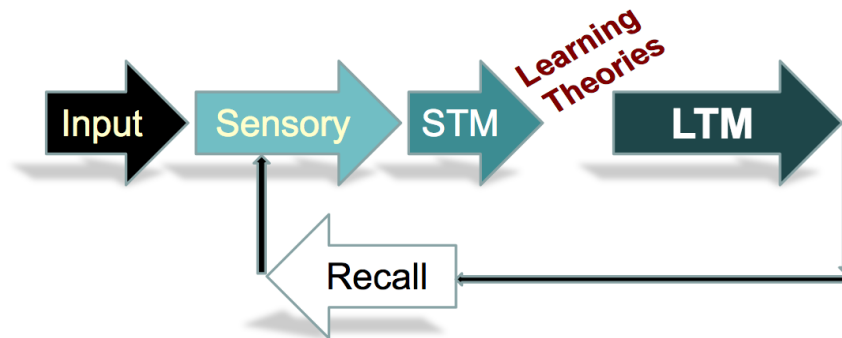 Input
Sensory
STM
Learning
Theories
LTM
Recall